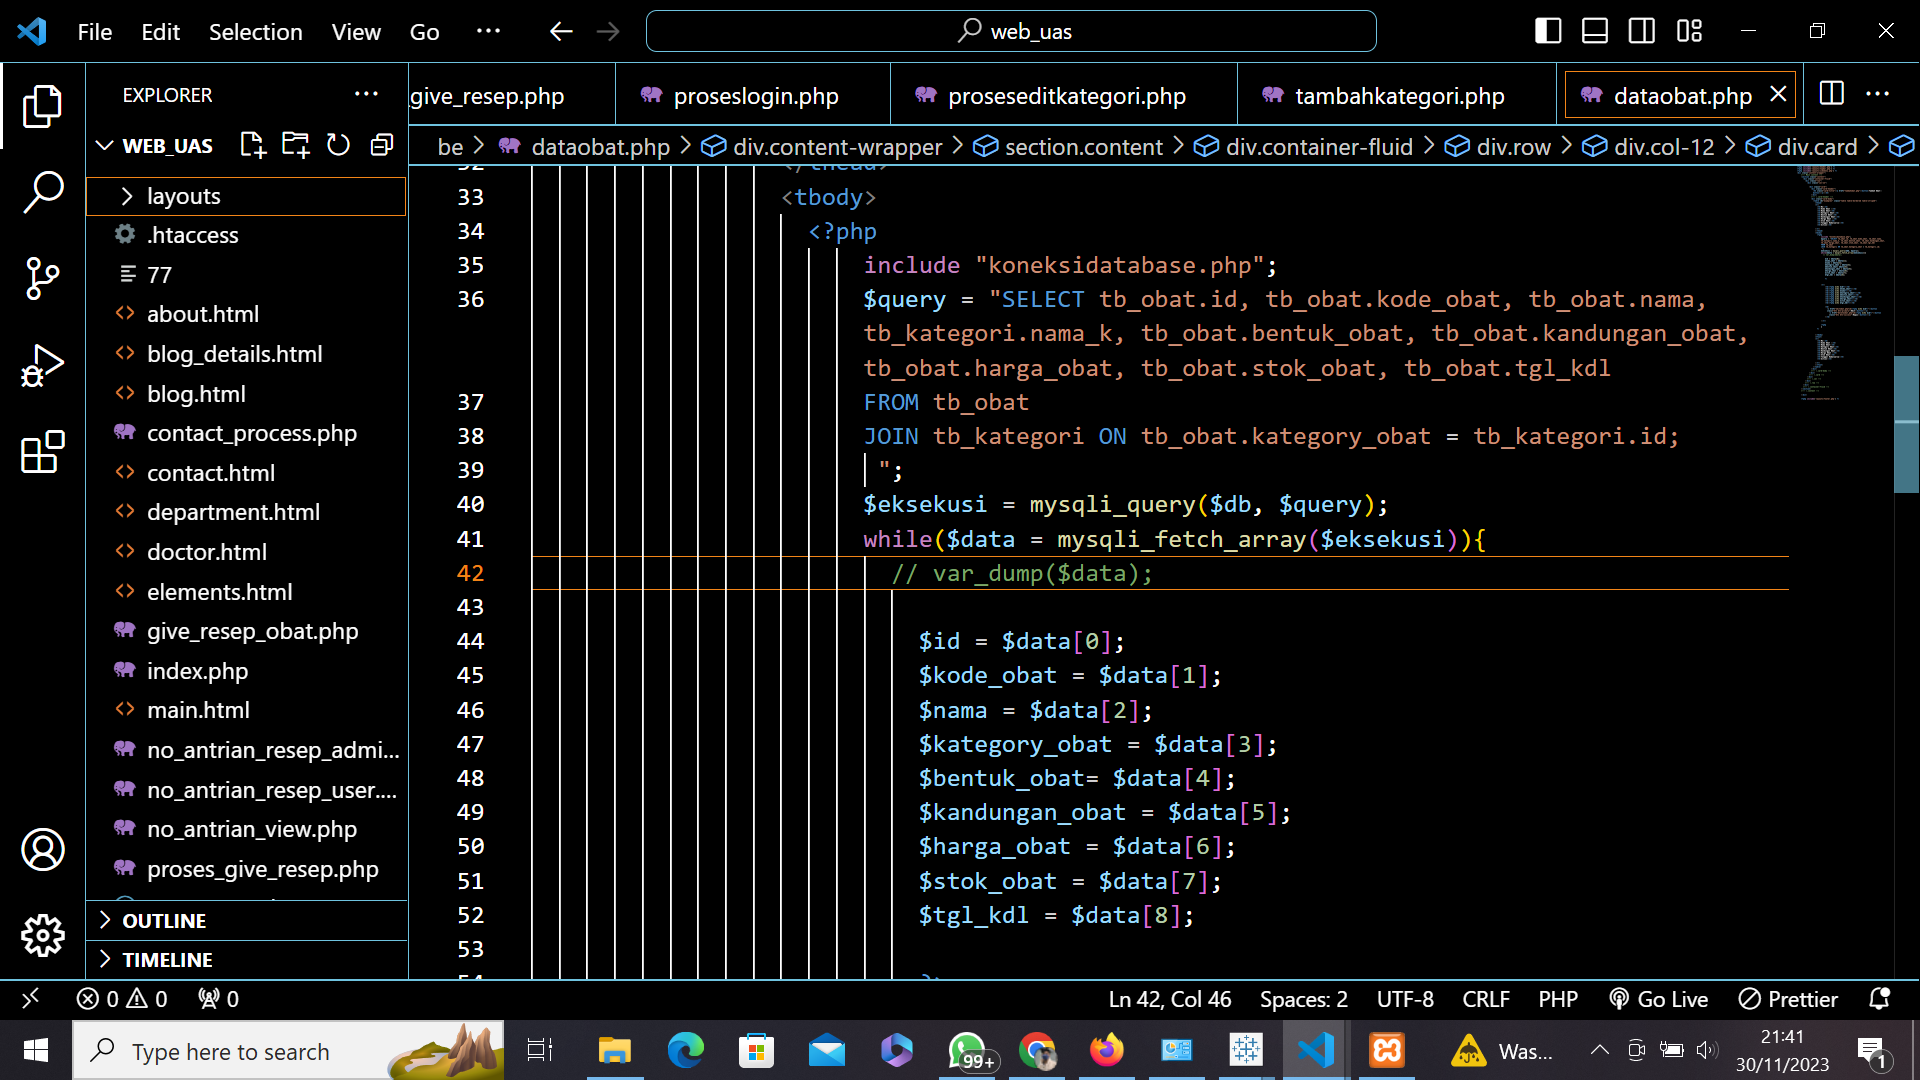 File Edit Selection View Go ··· web_uas
EXPLORER ···
give_resep.php proseslogin.php proseseditkategori.php tambahkategori.php dataobat.php ···
WEB_UAS
be > dataobat.php > div.content-wrapper > section.content > div.container-fluid > div.row > div.col-12 > div.card >
layouts
.htaccess
77
about.html
blog_details.html
blog.html
contact_process.php
contact.html
department.html
doctor.html
elements.html
give_resep_obat.php
index.php
main.html
no_antrian_resep_admi...
no_antrian_resep_user....
no_antrian_view.php
proses_give_resep.php
OUTLINE
TIMELINE
32 </thead>
33 <tbody>
34 <?php
35 include "koneksidatabase.php";
36 $query = "SELECT tb_obat.id, tb_obat.kode_obat, tb_obat.nama,
tb_kategori.nama_k, tb_obat.bentuk_obat, tb_obat.kandungan_obat,
tb_obat.harga_obat, tb_obat.stok_obat, tb_obat.tgl_kdl
37 FROM tb_obat
38 JOIN tb_kategori ON tb_obat.kategory_obat = tb_kategori.id;
39 ";
40 $eksekusi = mysqli_query($db, $query);
41 while($data = mysqli_fetch_array($eksekusi)){
42 // var_dump($data);
43
44 $id = $data[0];
45 $kode_obat = $data[1];
46 $nama = $data[2];
47 $kategory_obat = $data[3];
48 $bentuk_obat= $data[4];
49 $kandungan_obat = $data[5];
50 $harga_obat = $data[6];
51 $stok_obat = $data[7];
52 $tgl_kdl = $data[8];
53
54 ?>
0 0 0 Ln 42, Col 46 Spaces: 2 UTF-8 CRLF PHP Go Live Prettier
Type here to search 99+ Was... 21:41
30/11/2023 1